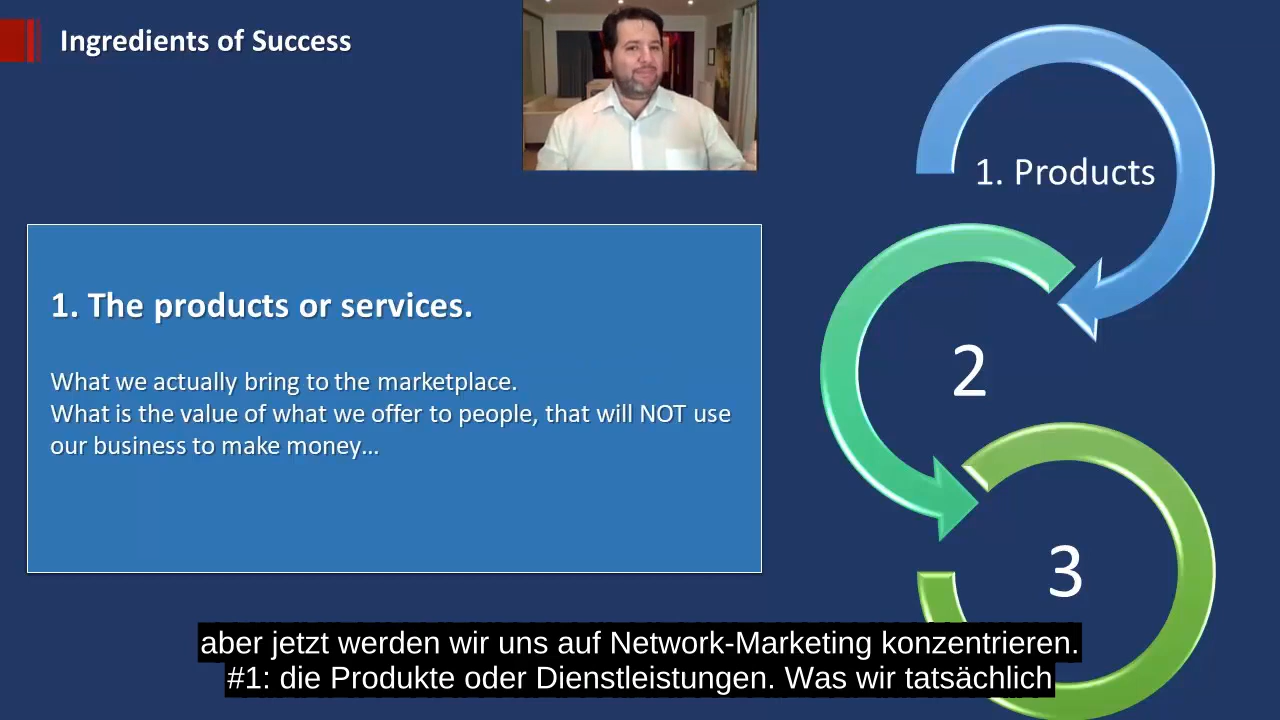 Ingredients of Success
1. Products
1. The products or services.
What we actually bring to the marketplace.
What is the value of what we offer to people, that will NOT use
our business to make money...
2
3
aber jetzt werden wir uns auf Network-Marketing konzentrieren.
#1: die Produkte oder Dienstleistungen. Was wir tatsächlich